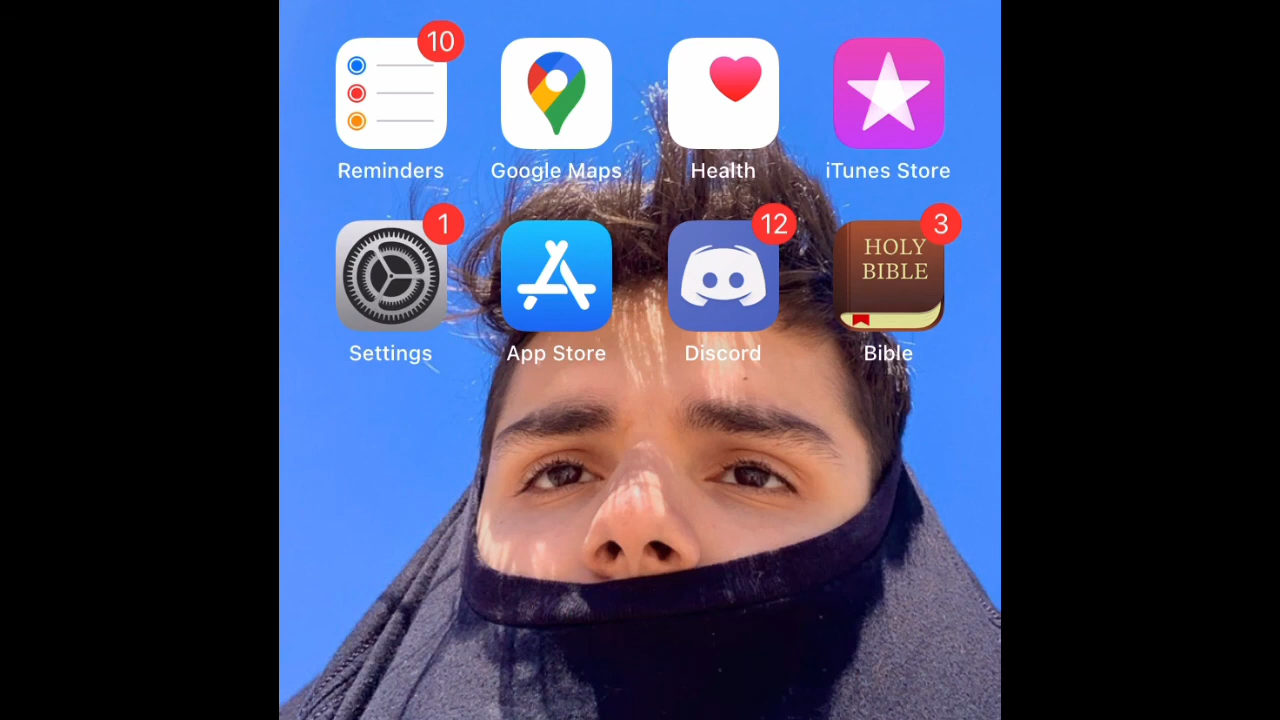 10
Reminders
Google Maps
Health
iTunes Store
1
12
3
HOLY
BIBLE
Settings
App Store
Discord
Bible